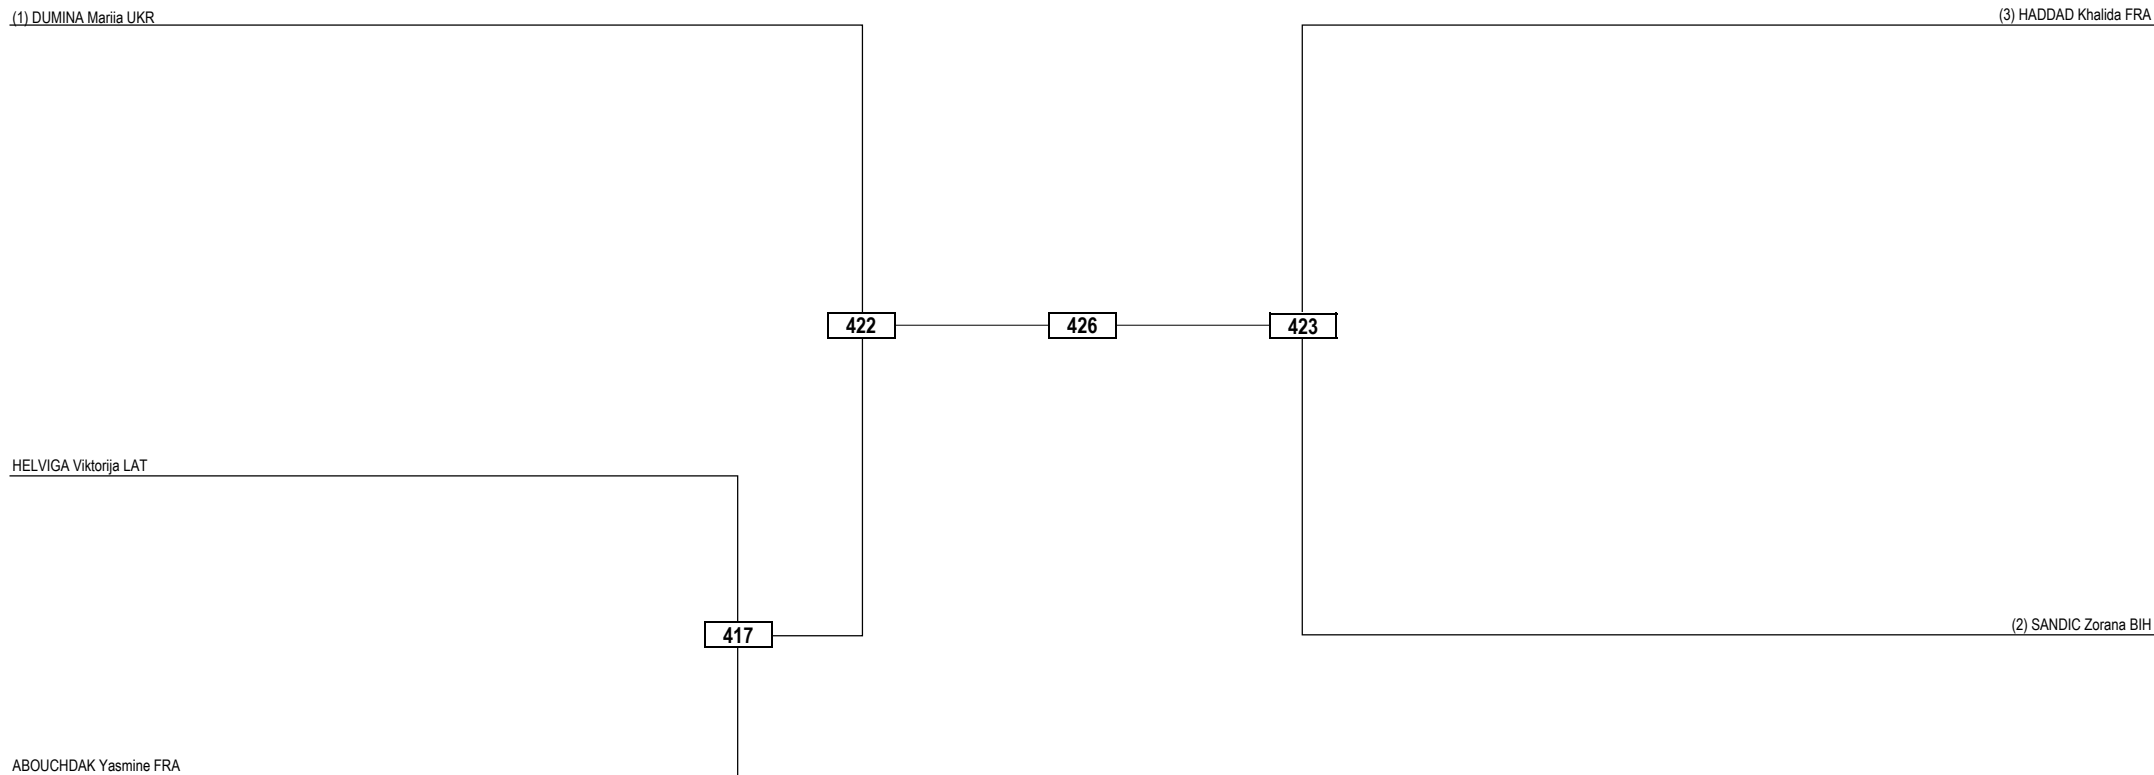 (1) DUMINA Mariia UKR
(3) HADDAD Khalida FRA
422
426
423
HELVIGA Viktorija LAT
(2) SANDIC Zorana BIH
417
ABOUCHDAK Yasmine FRA